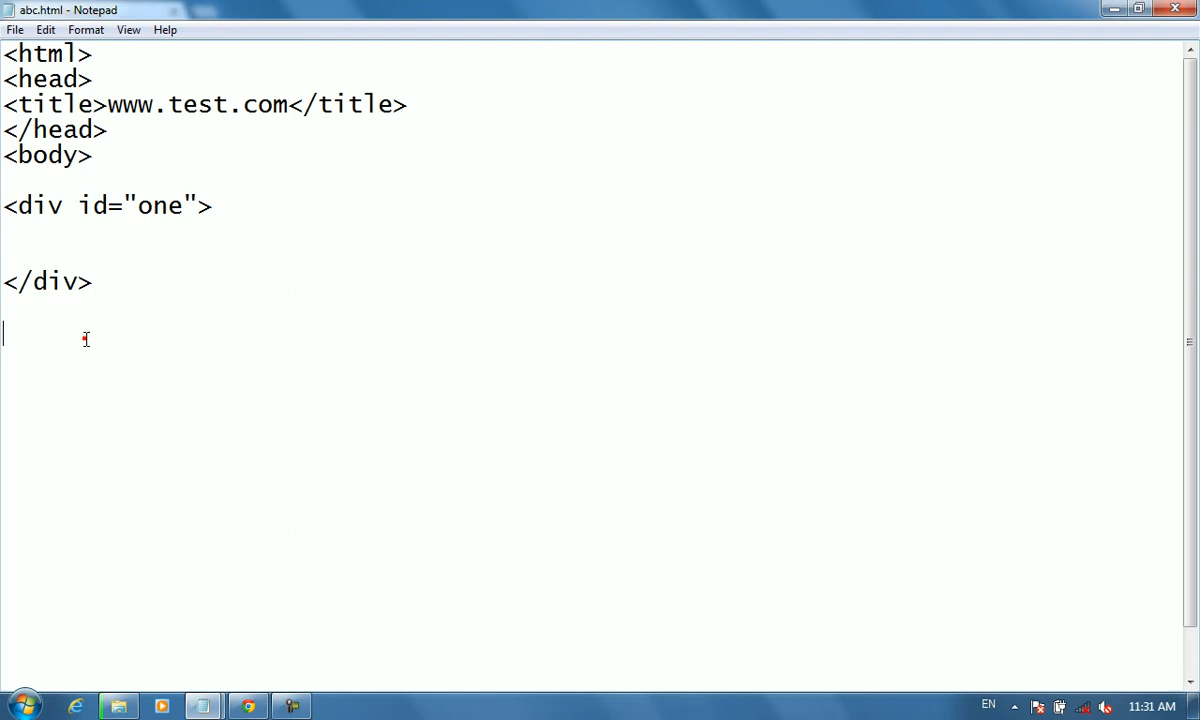 abc.html - Notepad
File Edit Format View Help
<html>
<head>
<title>www.test.com</title>
</head>
<body>
<div id="one">
</div>
EN 11:31 AM